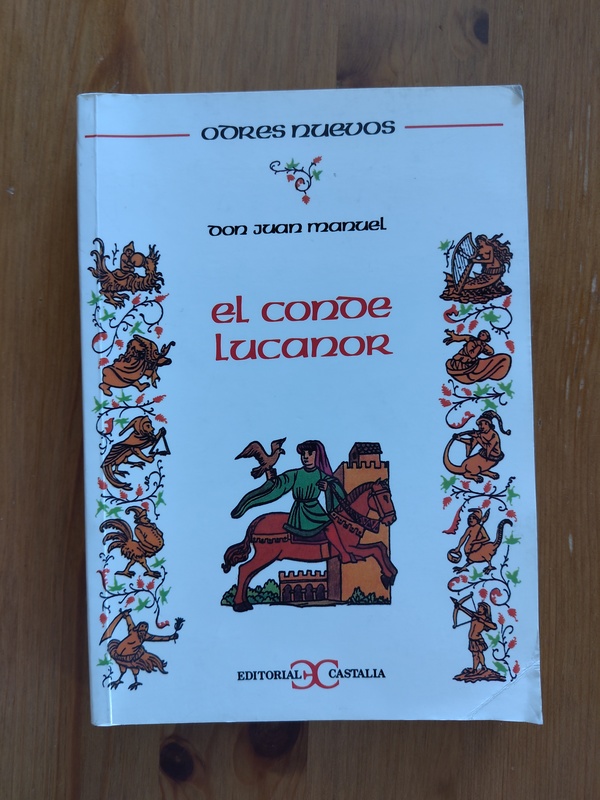 ODRES NUEVOS
DON JUAN MANUEL
EL CONDE
LUCANOR
EDITORIAL CASTALIA